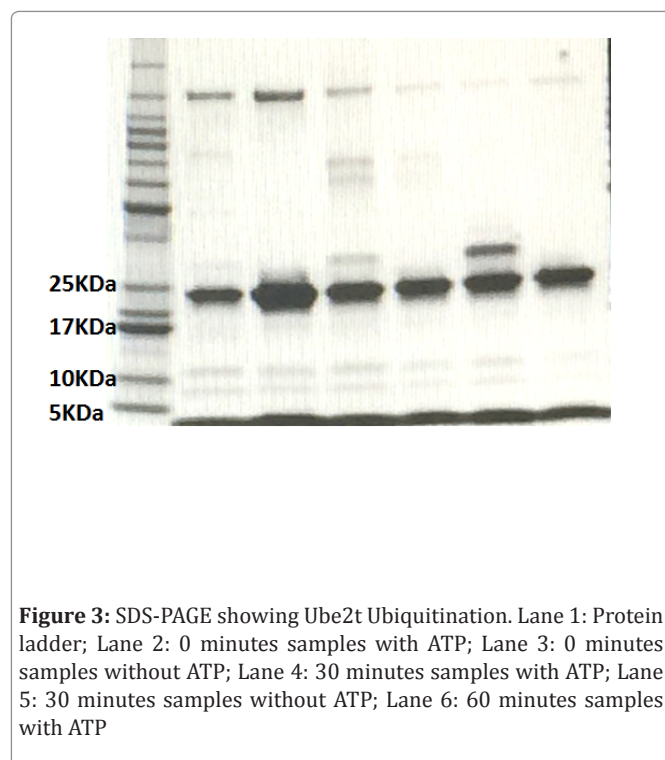 25KDa
17KDa
10KDa
5KDa
Figure 3: SDS-PAGE showing Ube2t Ubiquitination. Lane 1: Protein
ladder; Lane 2: 0 minutes samples with ATP; Lane 3: 0 minutes
samples without ATP; Lane 4: 30 minutes samples with ATP; Lane
5: 30 minutes samples without ATP; Lane 6: 60 minutes samples
with ATP